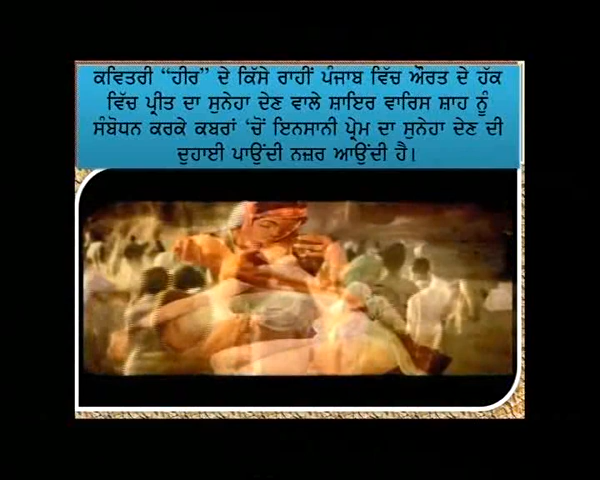 ਕਵਿਤਰੀ “ਹੀਰ” ਦੇ ਕਿੱਸੇ ਰਾਹੀਂ ਪੰਜਾਬ ਵਿੱਚ ਔਰਤ ਦੇ ਹੱਕ
ਵਿੱਚ ਪ੍ਰੀਤ ਦਾ ਸੁਨੇਹਾ ਦੇਣ ਵਾਲੇ ਸ਼ਾਇਰ ਵਾਰਿਸ ਸ਼ਾਹ ਨੂੰ
ਸੰਬੋਧਨ ਕਰਕੇ ਕਬਰਾਂ ‘ਚੋਂ ਇਨਸਾਨੀ ਪ੍ਰੇਮ ਦਾ ਸੁਨੇਹਾ ਦੇਣ ਦੀ
ਦੁਹਾਈ ਪਾਉਂਦੀ ਨਜ਼ਰ ਆਉਂਦੀ ਹੈ।